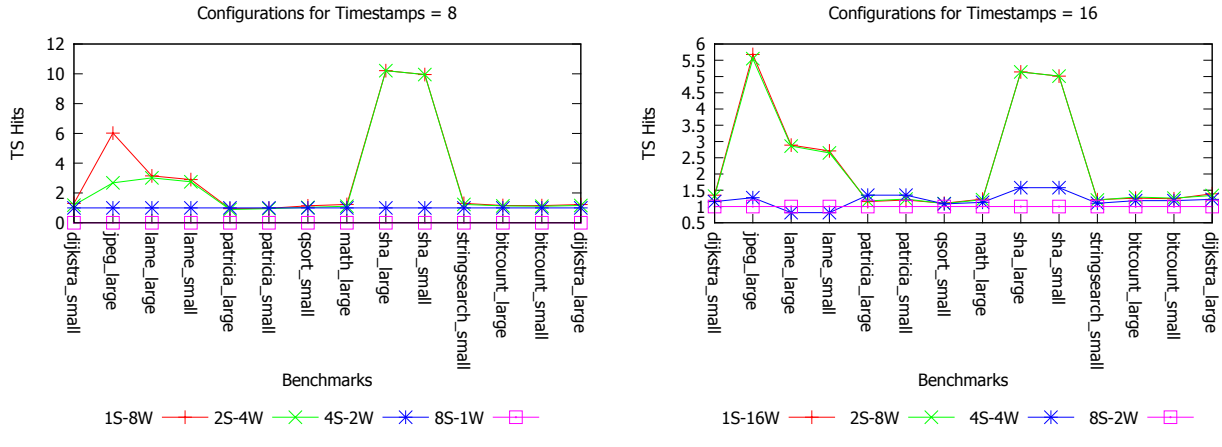 Configurations for Timestamps = 8
12
10
8
6
4
2
0
TS Hits
dijkstra_small
jpeg_large
lame_large
lame_small
patricia_large
patricia_small
qsort_small
math_large
sha_large
sha_small
stringsearch_small
bitcount_large
bitcount_small
dijkstra_large
Benchmarks
1S-8W 2S-4W 4S-2W 8S-1W
Configurations for Timestamps = 16
6
5.5
5
4.5
4
3.5
3
2.5
2
1.5
1
0.5
TS Hits
dijkstra_small
jpeg_large
lame_large
lame_small
patricia_large
patricia_small
qsort_small
math_large
sha_large
sha_small
stringsearch_small
bitcount_large
bitcount_small
dijkstra_large
Benchmarks
1S-16W 2S-8W 4S-4W 8S-2W